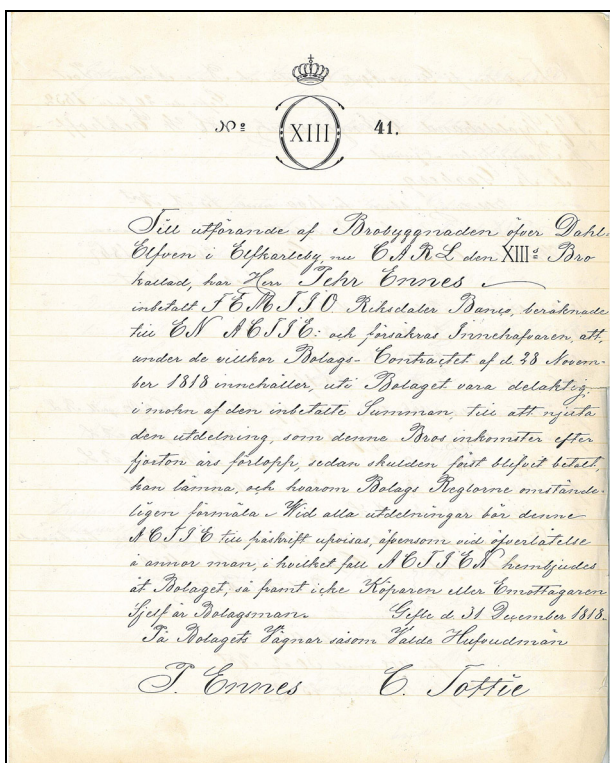 No XIII 41.
Till utförande af Brobyggnaden öfver Dahl-
Elfven i Elfkarleby, nu CARL den XIIIs Bro
kallad, har Herr Pehr Ennes
inbetalt FEMTIO Riksdaler Banco, beräknade
till EN ACTIE: och försäkras Innehafvaren, att,
under de villkor Bolags-Contractet af d. 28 Novem-
ber 1818 innehåller, uti Bolaget vara delaktig,
i mohn af den inbetalte Summan, till att njuta
den utdelning, som denne Bros inkomster efter
fjorton års förlopp, sedan skulden först blifvit betalt,
kan lämna, och hvarom Bolags Reglorne omstände-
ligen förmäla. Wid alla utdelningar bör denne
ACTIE till påskrift upvisas, äfvensom vid öfverlåtelse
å annor man, i hvilket fall ACTIEN hembjudes
åt Bolaget, så framt icke Köparen eller Emottagaren
sjelf är Bolagsman. Gefle d. 31 December 1818.
På Bolagets Vägnar såsom Valde Hufvudmän
P. Ennes C. Tottie